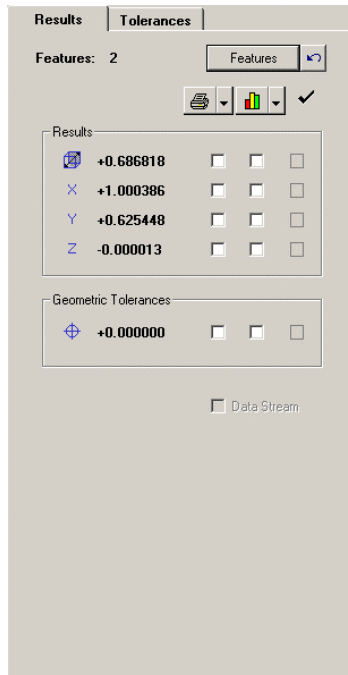 Results Tolerances
Features: 2 Features
Results
+0.686818
X +1.000386
Y +0.625448
Z -0.000013
Geometric Tolerances
+0.000000
Data Stream